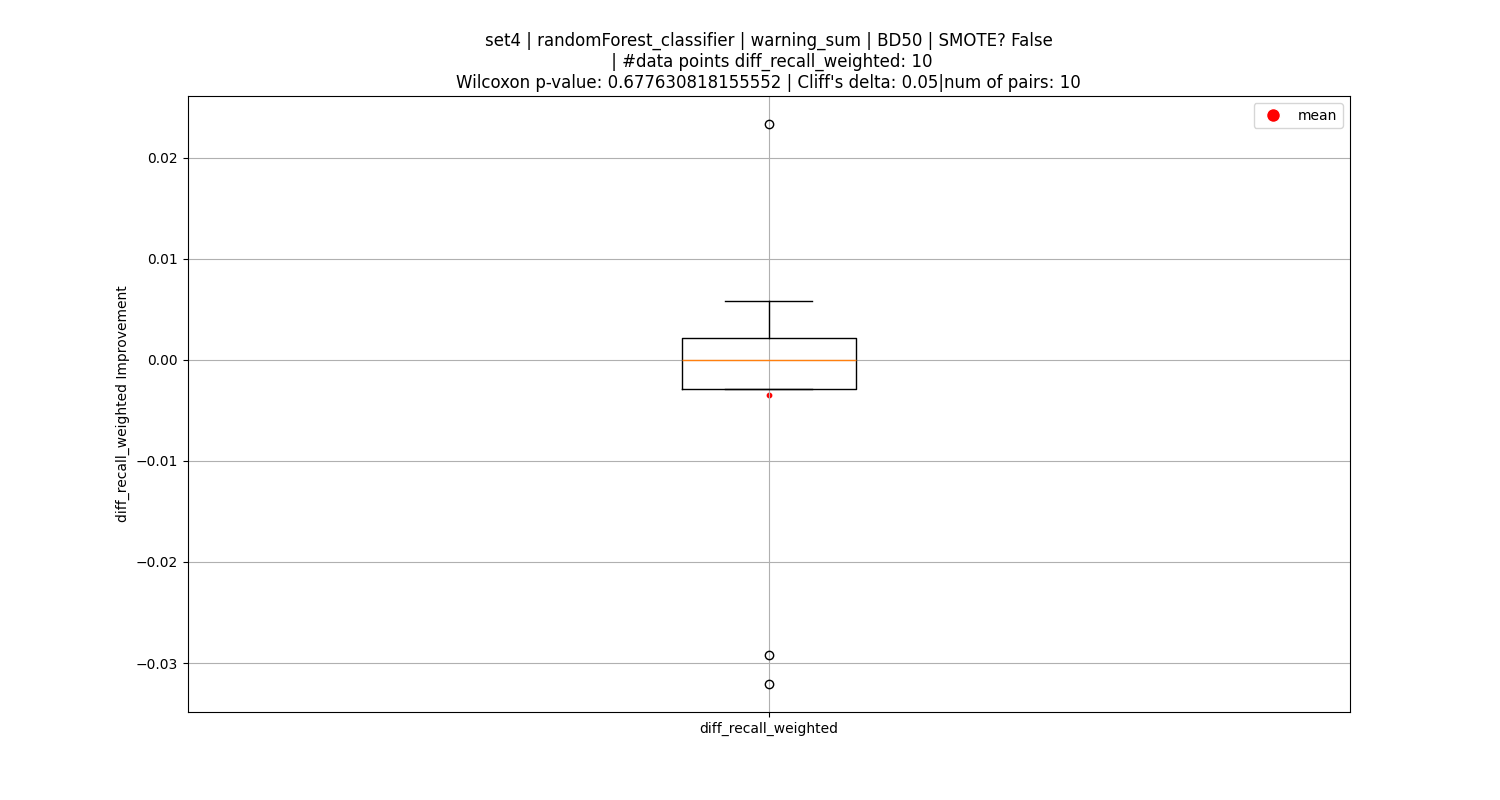 set4 | randomForest_classifier | warning_sum | BD50 | SMOTE? False
| #data points diff_recall_weighted: 10
Wilcoxon p-value: 0.677630818155552 | Cliff's delta: 0.05|num of pairs: 10
mean
0.02
0.01
0.00
−0.01
−0.02
−0.03
diff_recall_weighted Improvement
diff_recall_weighted